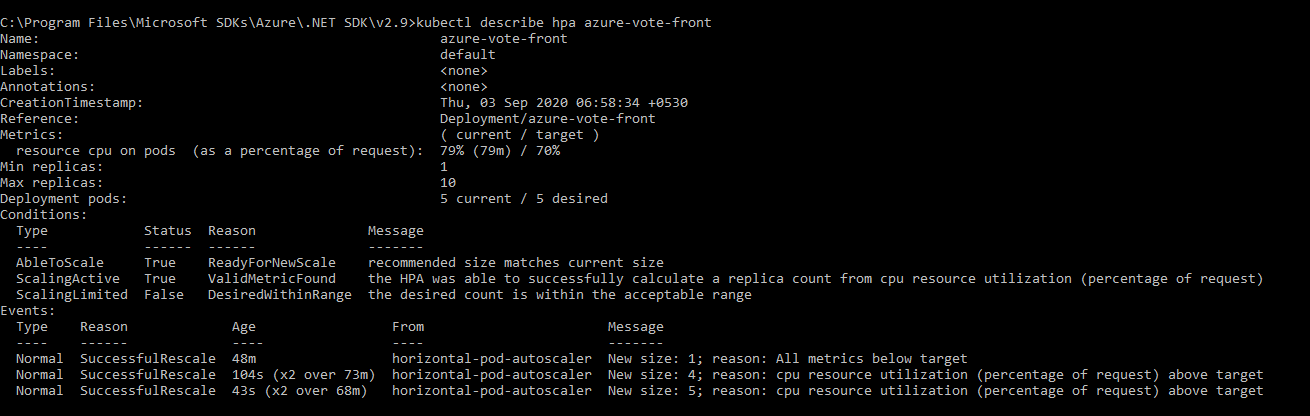 C:\Program Files\Microsoft SDKs\Azure\.NET SDK\v2.9>kubectl describe hpa azure-vote-front
Name: azure-vote-front
Namespace: default
Labels: <none>
Annotations: <none>
CreationTimestamp: Thu, 03 Sep 2020 06:58:34 +0530
Reference: Deployment/azure-vote-front
Metrics: ( current / target )
resource cpu on pods (as a percentage of request): 79% (79m) / 70%
Min replicas: 1
Max replicas: 10
Deployment pods: 5 current / 5 desired
Conditions:
Type Status Reason Message
---- ------ ------ -------
AbleToScale True ReadyForNewScale recommended size matches current size
ScalingActive True ValidMetricFound the HPA was able to successfully calculate a replica count from cpu resource utilization (percentage of request)
ScalingLimited False DesiredWithinRange the desired count is within the acceptable range
Events:
Type Reason Age From Message
---- ------ ---- ---- -------
Normal SuccessfulRescale 48m horizontal-pod-autoscaler New size: 1; reason: All metrics below target
Normal SuccessfulRescale 104s (x2 over 73m) horizontal-pod-autoscaler New size: 4; reason: cpu resource utilization (percentage of request) above target
Normal SuccessfulRescale 43s (x2 over 68m) horizontal-pod-autoscaler New size: 5; reason: cpu resource utilization (percentage of request) above target